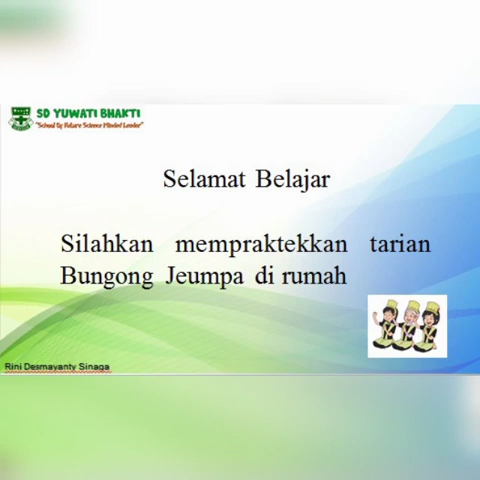 SD YUWATI BHAKTI
"School of Future Science Minded Leader"
Selamat Belajar
Silahkan mempraktekkan tarian
Bungong Jeumpa di rumah
Rini Desmayanty Sinaga